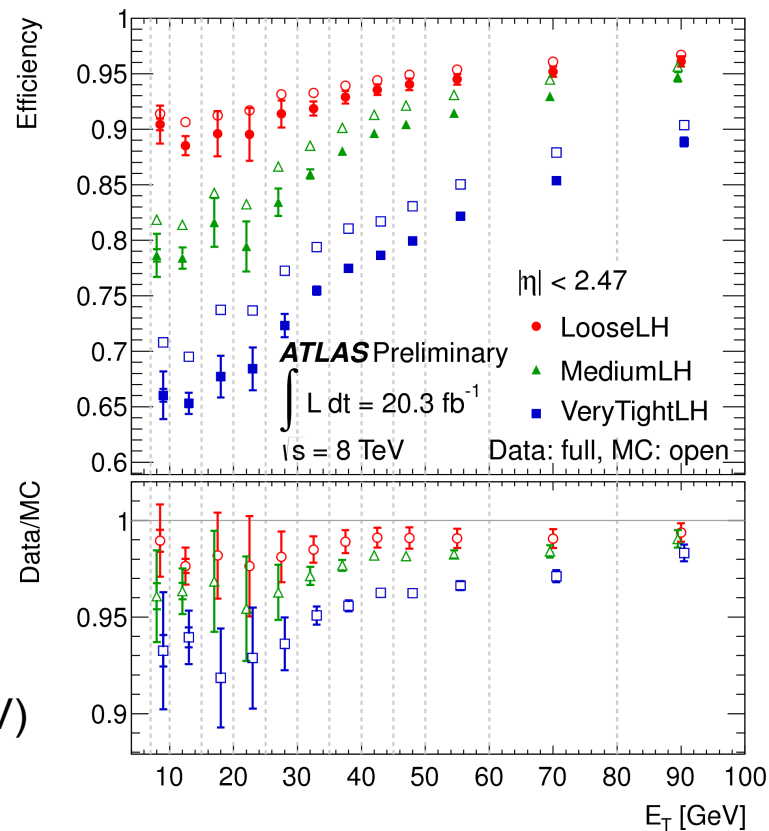 Efficiency
1
0.95
0.9
0.85
0.8
0.75
0.7
0.65
0.6
|η| < 2.47
LooseLH
MediumLH
VeryTightLH
ATLAS Preliminary
∫ L dt = 20.3 fb⁻¹
√s = 8 TeV
Data: full, MC: open
Data/MC
1
0.95
0.9
10 20 30 40 50 60 70 80 90 100
E_T [GeV]
V)